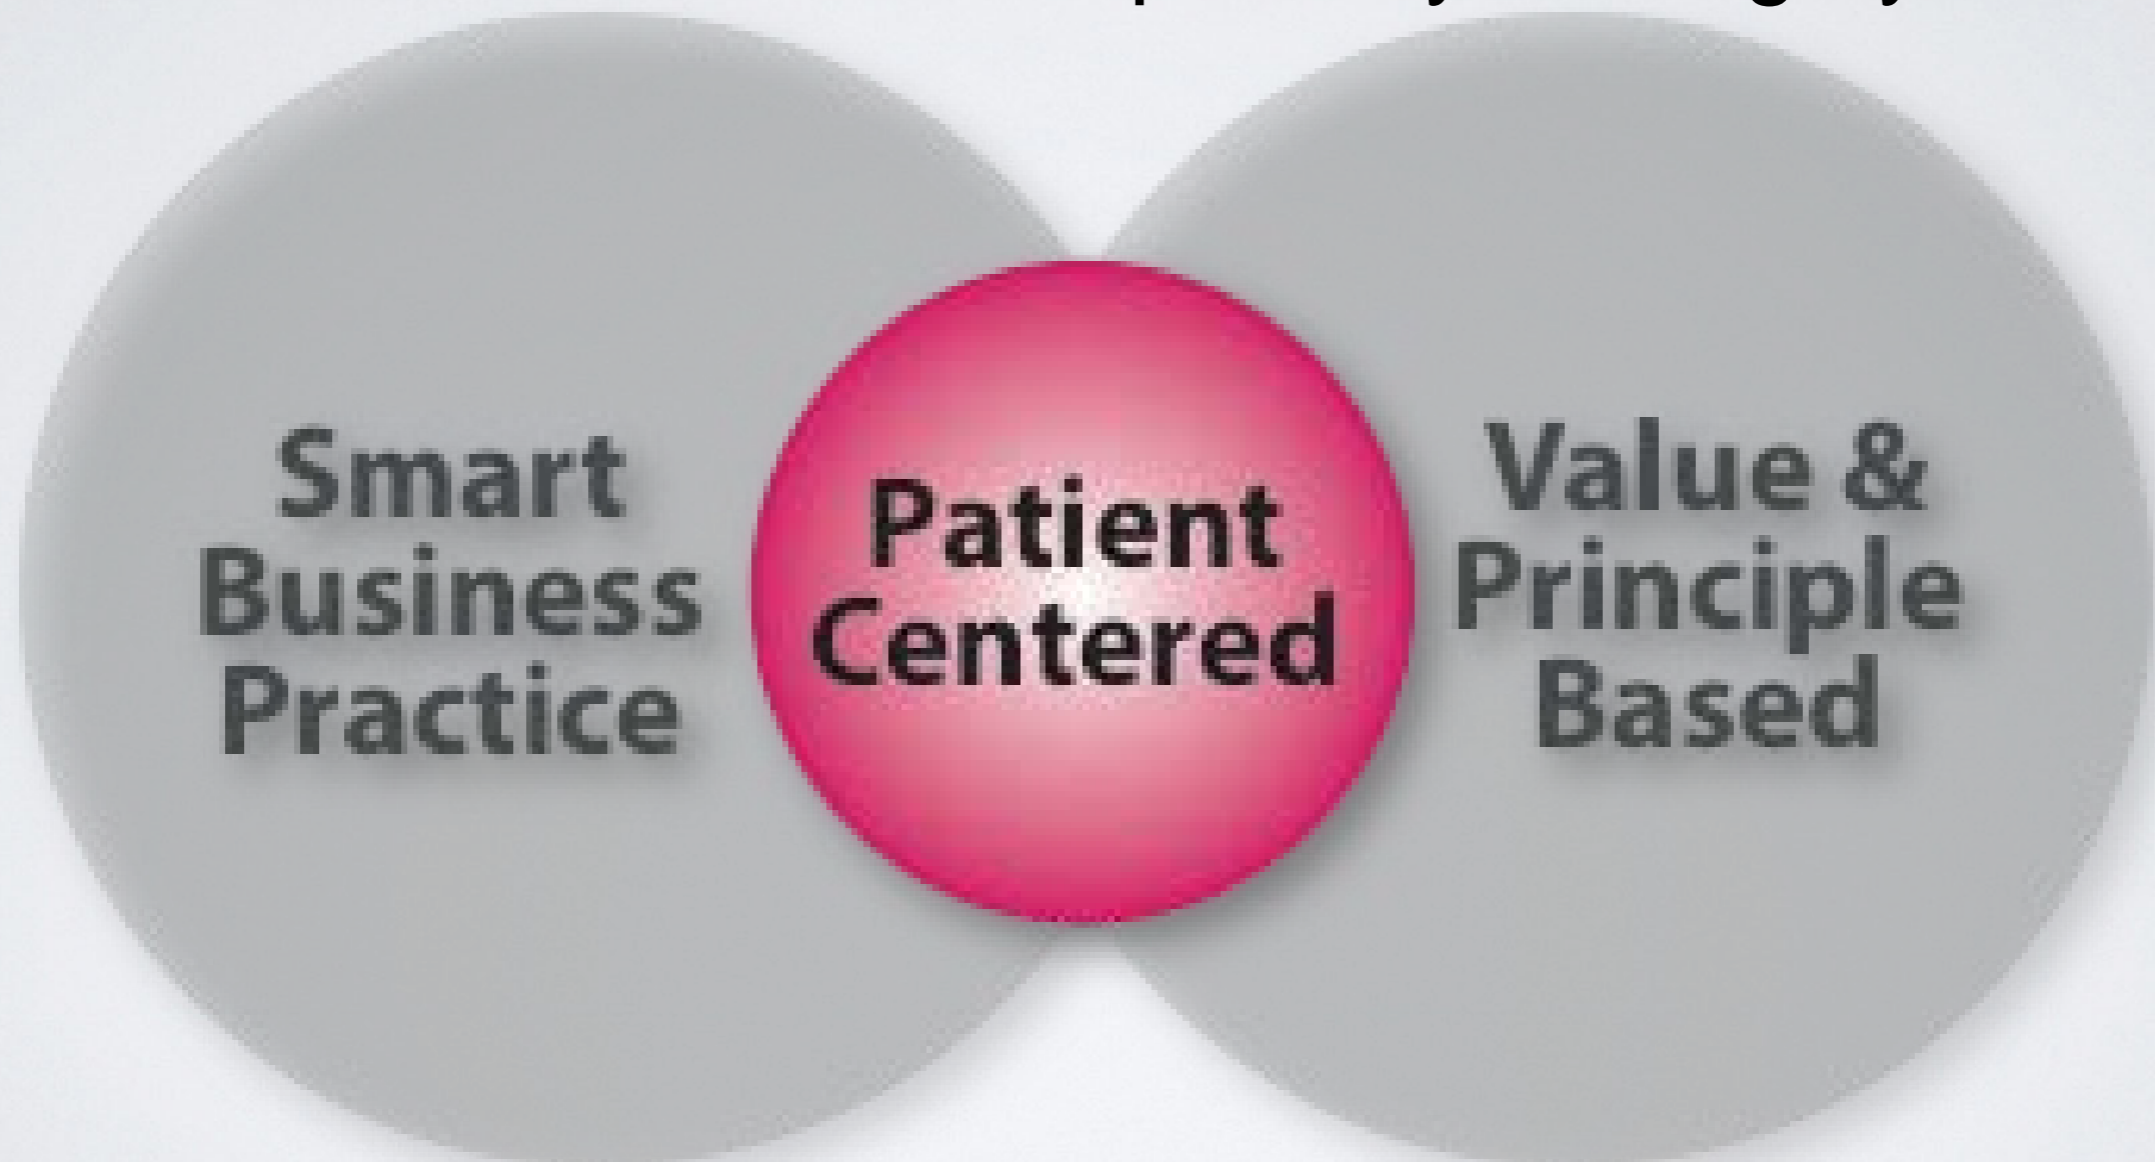 Smart
Business
Practice
Patient
Centered
Value &
Principle
Based